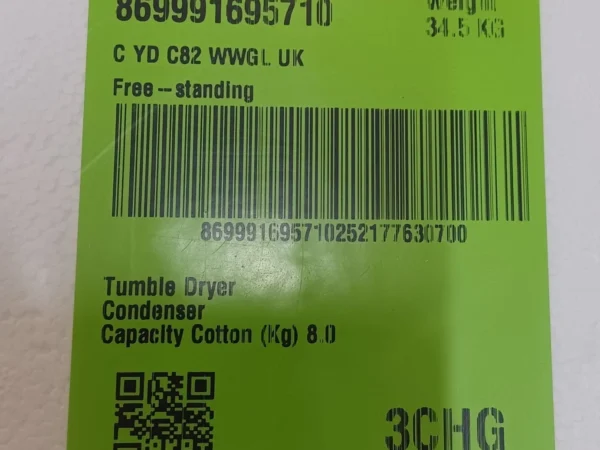 869991695710
Weight
34.5 KG
C YD C82 WWGL UK
Free--standing
869991695710252177630700
Tumble Dryer
Condenser
Capacity Cotton (Kg) 8.0
3CHG